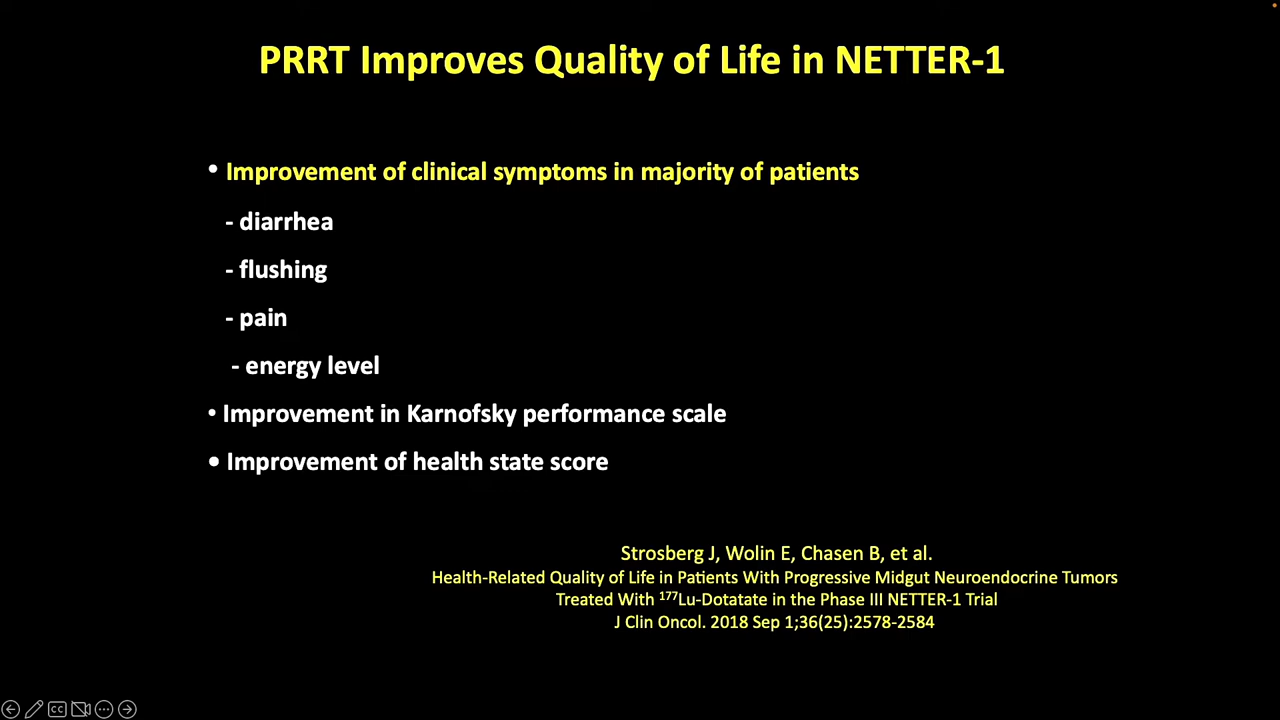 PRRT Improves Quality of Life in NETTER-1
• Improvement of clinical symptoms in majority of patients
- diarrhea
- flushing
- pain
- energy level
• Improvement in Karnofsky performance scale
• Improvement of health state score
Strosberg J, Wolin E, Chasen B, et al.
Health-Related Quality of Life in Patients With Progressive Midgut Neuroendocrine Tumors
Treated With ¹⁷⁷Lu-Dotatate in the Phase III NETTER-1 Trial
J Clin Oncol. 2018 Sep 1;36(25):2578-2584
CC